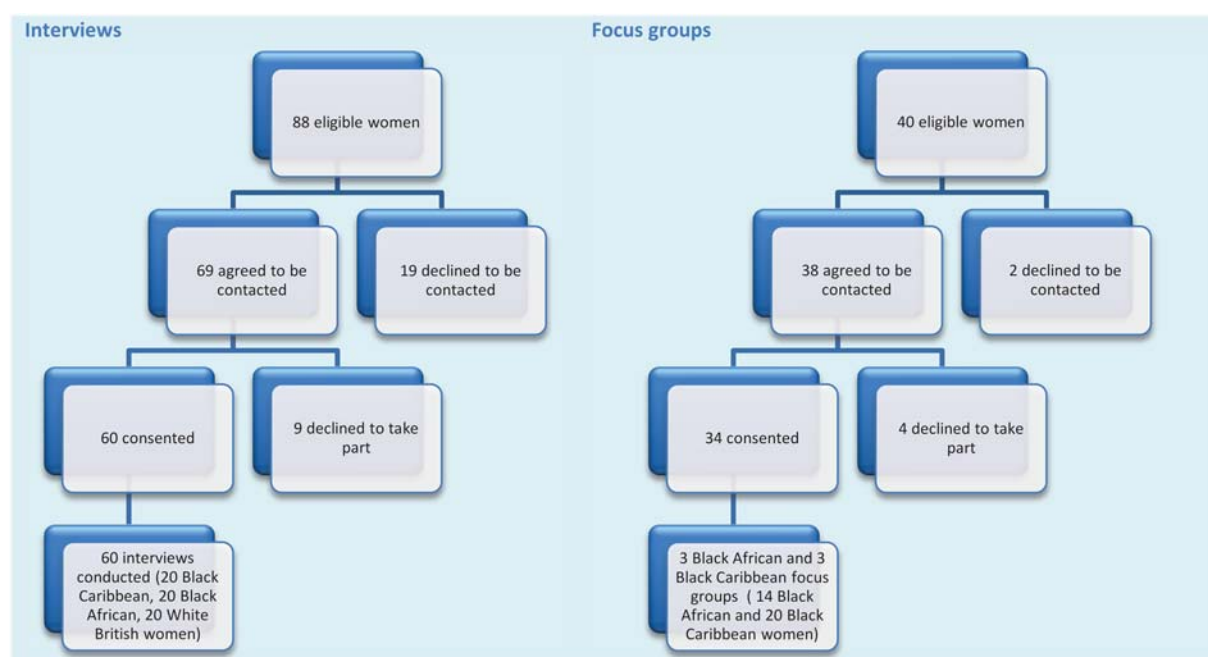 Interviews
88 eligible women
69 agreed to be
contacted
19 declined to be
contacted
60 consented
9 declined to take
part
60 interviews
conducted (20 Black
Caribbean, 20 Black
African, 20 White
British women)
Focus groups
40 eligible women
38 agreed to be
contacted
2 declined to be
contacted
34 consented
4 declined to take
part
3 Black African and 3
Black Caribbean focus
groups ( 14 Black
African and 20 Black
Caribbean women)